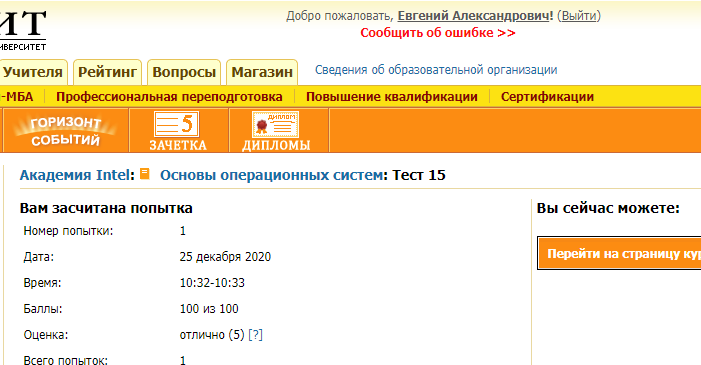 ИТ
Добро пожаловать, Евгений Александрович! (Выйти)
Сообщить об ошибке >>
Учителя Рейтинг Вопросы Магазин Сведения об образовательной организации
-МБА Профессиональная переподготовка Повышение квалификации Сертификации
ГОРИЗОНТ
СОБЫТИЙ
5
ЗАЧЕТКА
ДИПЛОМ
ДИПЛОМЫ
Академия Intel: Основы операционных систем: Тест 15
Вам засчитана попытка
Номер попытки: 1
Дата: 25 декабря 2020
Время: 10:32-10:33
Баллы: 100 из 100
Оценка: отлично (5) [?]
Всего попыток: 1
Вы сейчас можете:
Перейти на страницу кур